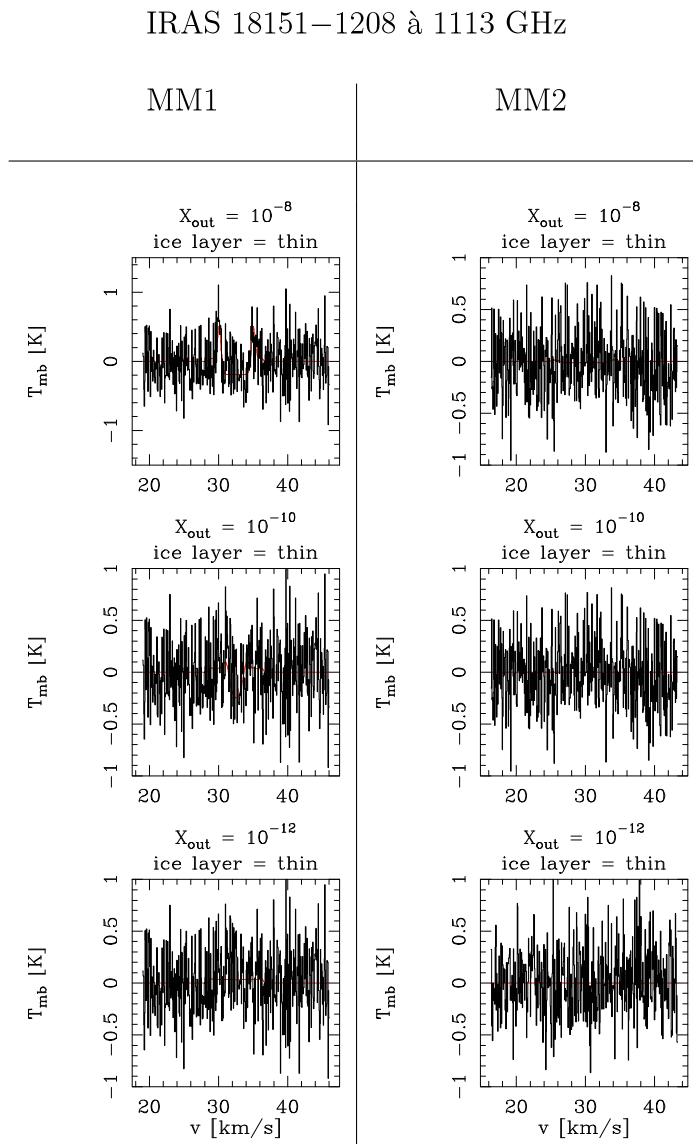 IRAS 18151−1208 à 1113 GHz
MM1
MM2
X_out = 10^−8
ice layer = thin
T_mb [K]
1
0
−1
20 30 40
X_out = 10^−8
ice layer = thin
T_mb [K]
1
0.5
0
−0.5
−1
20 30 40
X_out = 10^−10
ice layer = thin
T_mb [K]
1
0.5
0
−0.5
−1
20 30 40
X_out = 10^−10
ice layer = thin
T_mb [K]
1
0.5
0
−0.5
−1
20 30 40
X_out = 10^−12
ice layer = thin
T_mb [K]
1
0.5
0
−0.5
−1
20 30 40
v [km/s]
X_out = 10^−12
ice layer = thin
T_mb [K]
1
0.5
0
−0.5
−1
20 30 40
v [km/s]